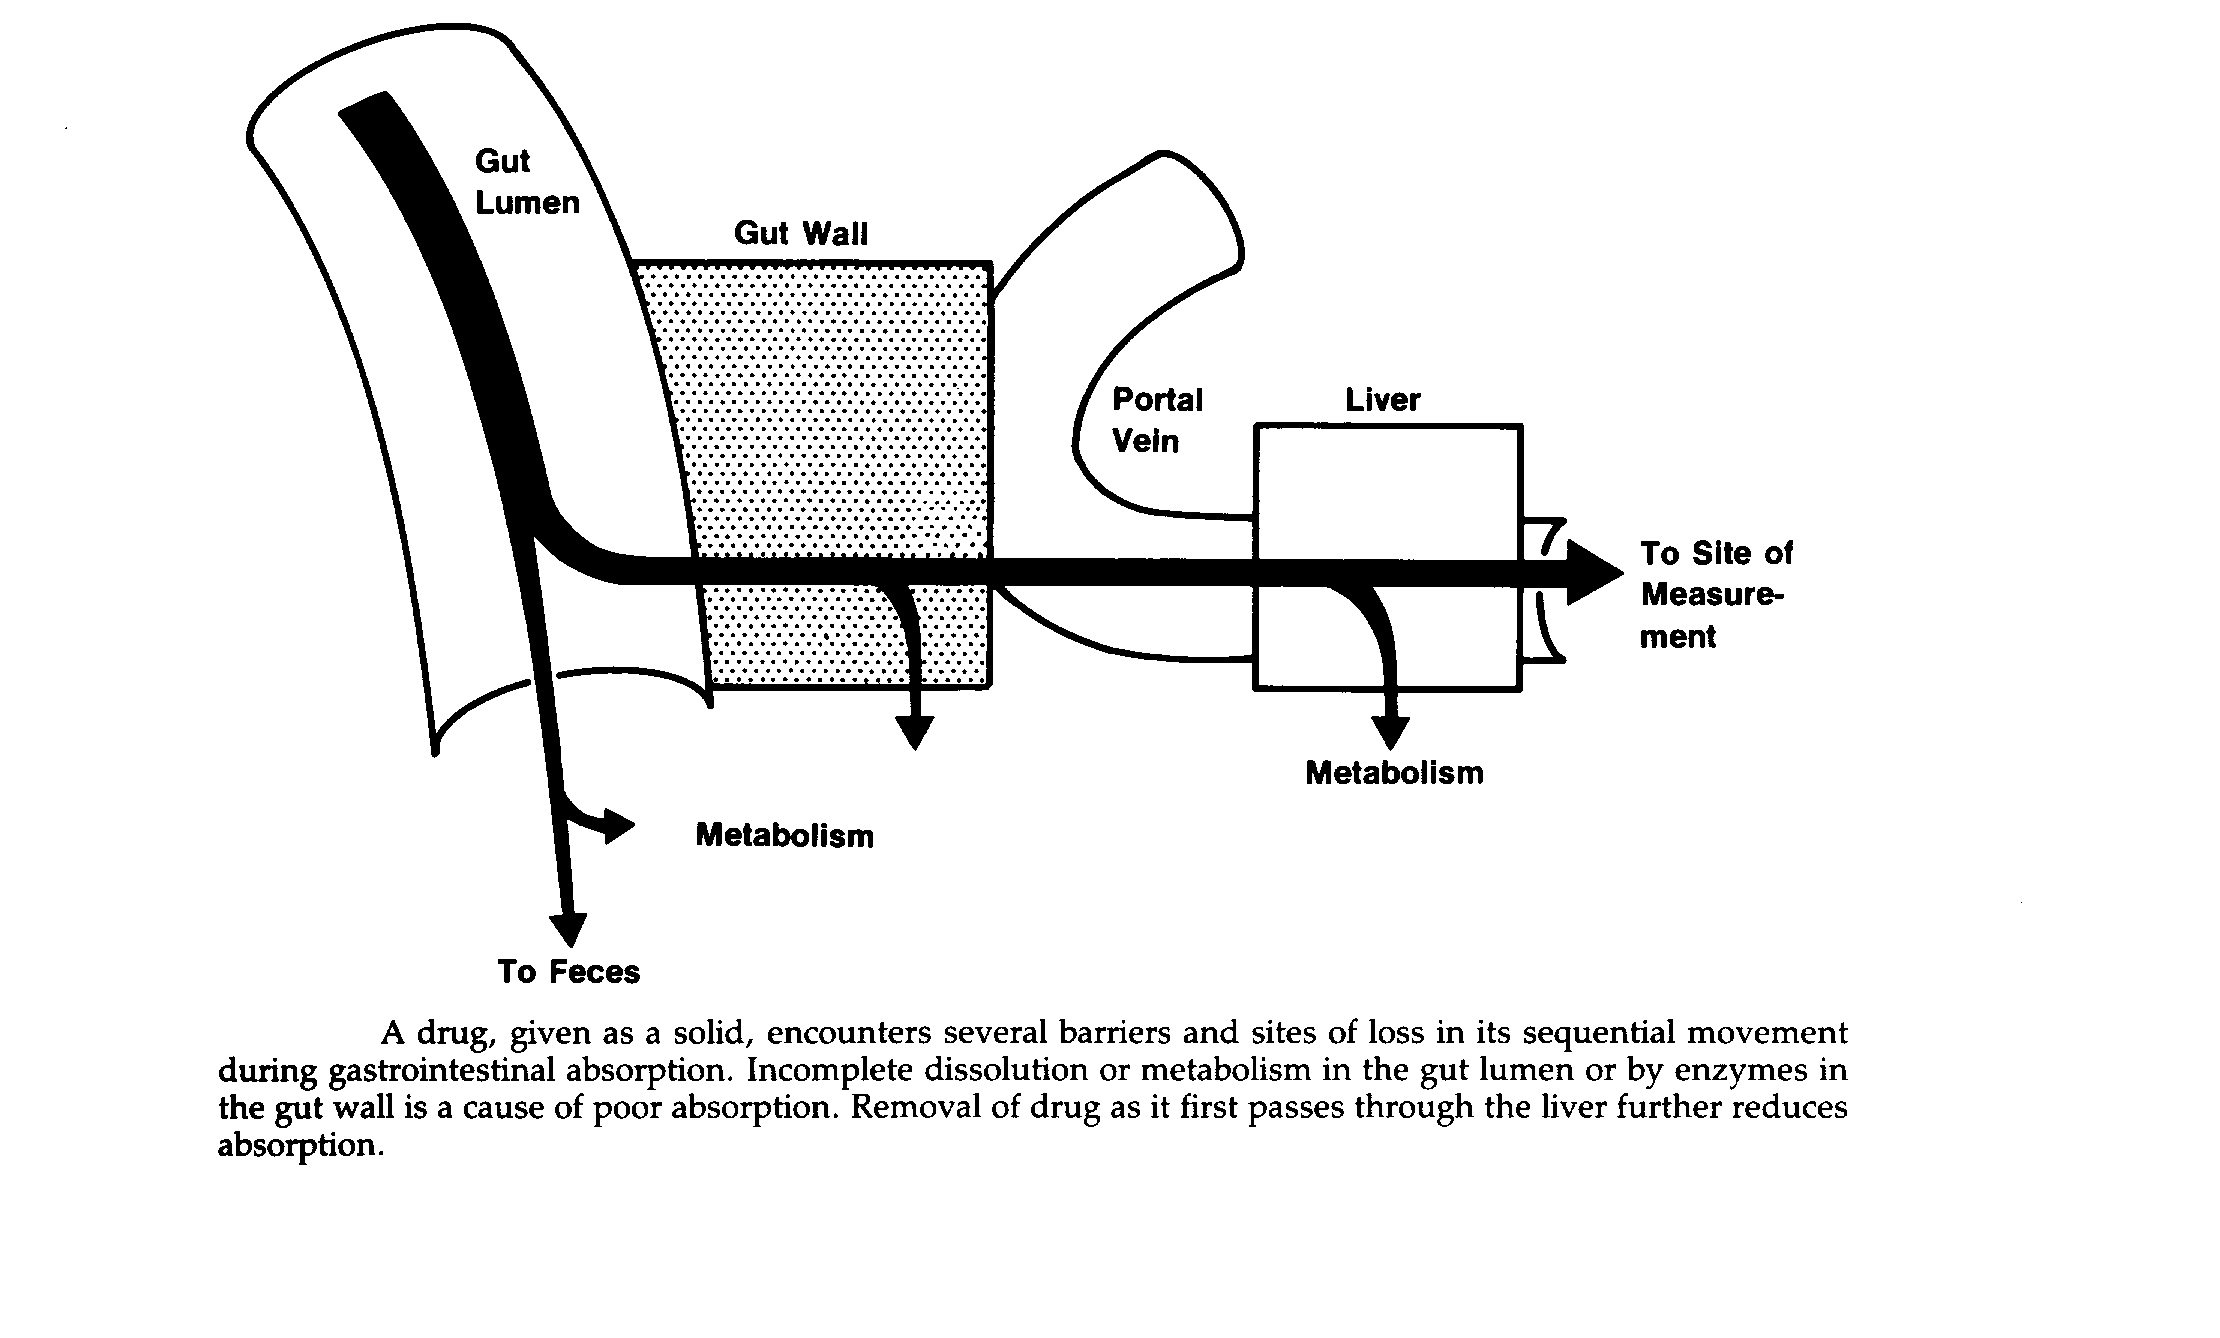 Gut
Lumen
Gut Wall
Portal
Vein
Liver
To Site of
Measure-
ment
Metabolism
Metabolism
To Feces
A drug, given as a solid, encounters several barriers and sites of loss in its sequential movement
during gastrointestinal absorption. Incomplete dissolution or metabolism in the gut lumen or by enzymes in
the gut wall is a cause of poor absorption. Removal of drug as it first passes through the liver further reduces
absorption.